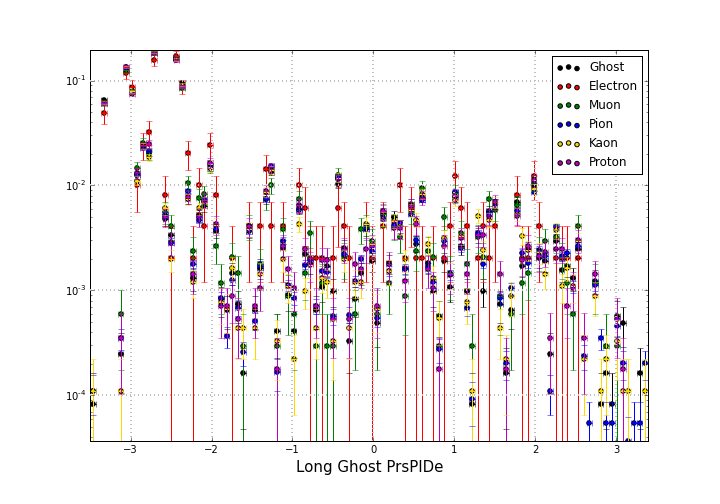 10⁻¹
10⁻²
10⁻³
10⁻⁴
−3 −2 −1 0 1 2 3
Long Ghost PrsPIDe
Ghost
Electron
Muon
Pion
Kaon
Proton